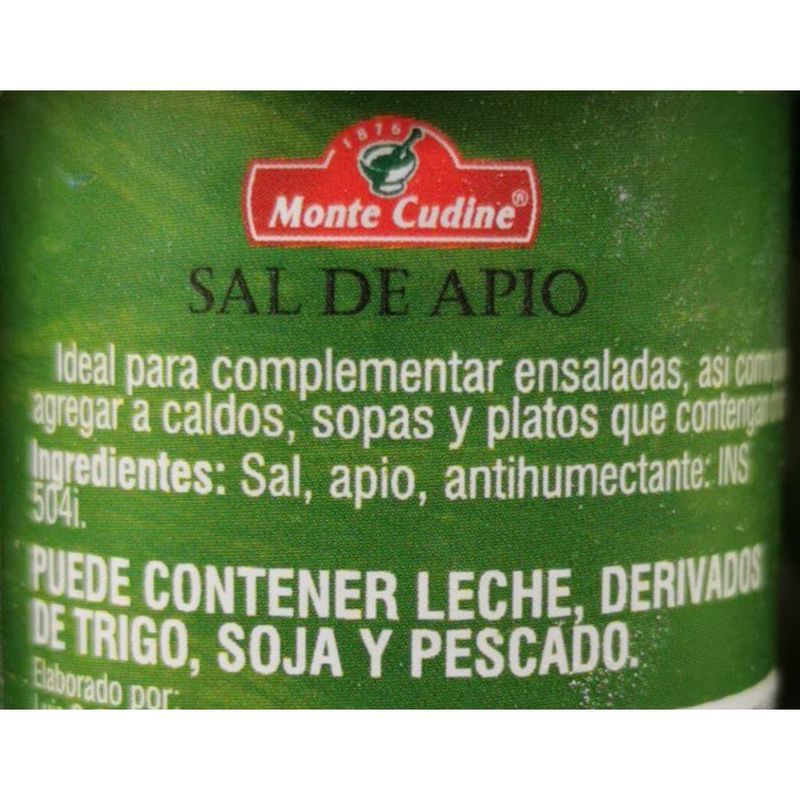 1876
Monte Cudine®
SAL DE APIO
Ideal para complementar ensaladas, asi como
agregar a caldos, sopas y platos que contengan
Ingredientes: Sal, apio, antihumectante: INS
504i.
PUEDE CONTENER LECHE, DERIVADOS
DE TRIGO, SOJA Y PESCADO.
Elaborado por: